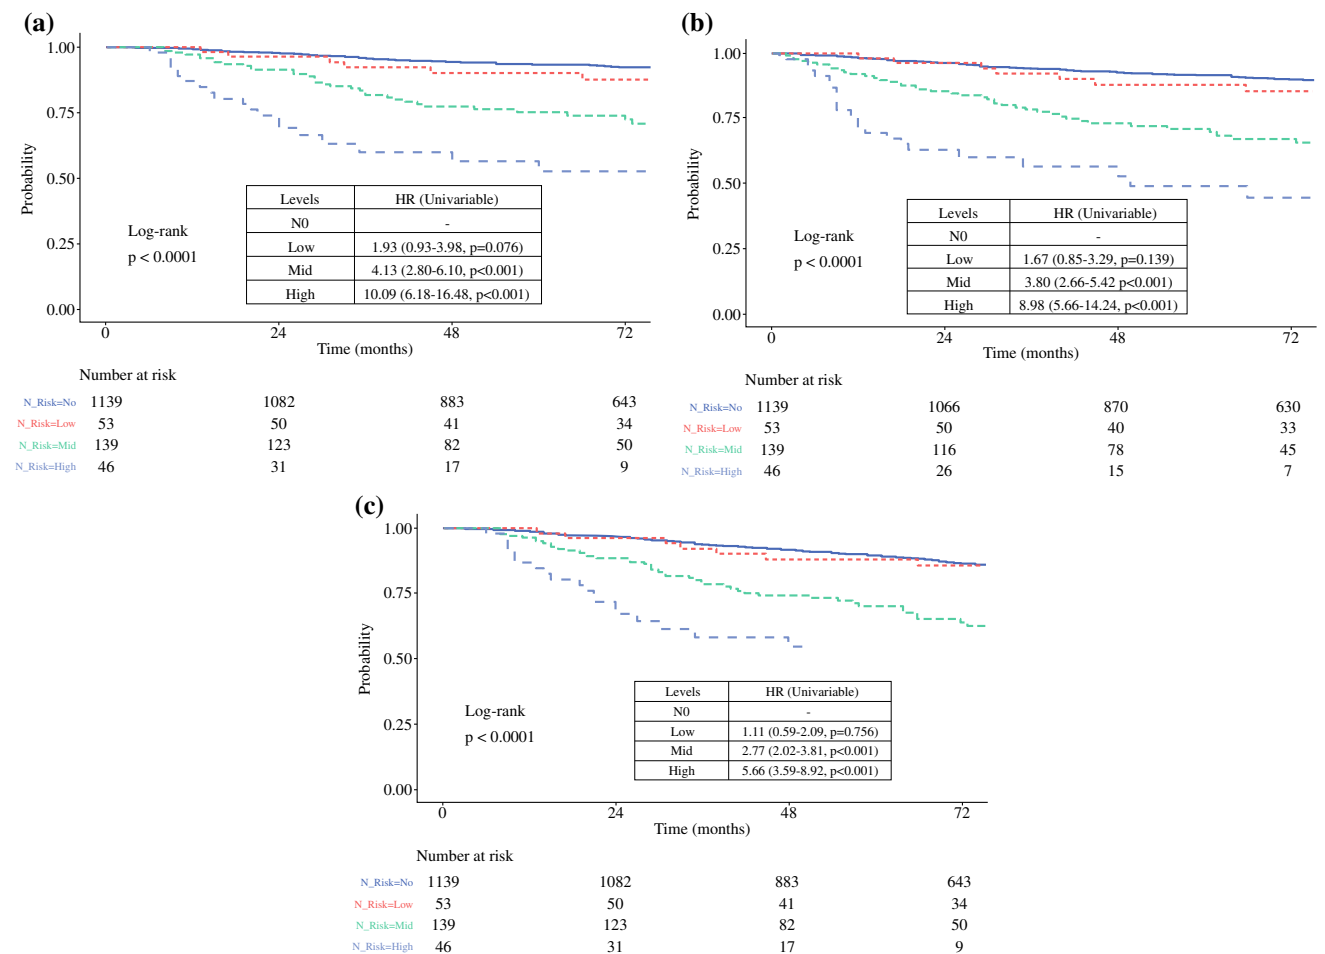 (a)
1.00
0.75
0.50
0.25
0.00
Probability
Log-rank
p < 0.0001
Levels HR (Univariable)
N0 -
Low 1.93 (0.93-3.98, p=0.076)
Mid 4.13 (2.80-6.10, p<0.001)
High 10.09 (6.18-16.48, p<0.001)
0 24 48 72
Time (months)
Number at risk
N_Risk=No 1139 1082 883 643
N_Risk=Low 53 50 41 34
N_Risk=Mid 139 123 82 50
N_Risk=High 46 31 17 9
(b)
1.00
0.75
0.50
0.25
0.00
Probability
Log-rank
p < 0.0001
Levels HR (Univariable)
N0 -
Low 1.67 (0.85-3.29, p=0.139)
Mid 3.80 (2.66-5.42 p<0.001)
High 8.98 (5.66-14.24, p<0.001)
0 24 48 72
Time (months)
Number at risk
N_Risk=No 1139 1066 870 630
N_Risk=Low 53 50 40 33
N_Risk=Mid 139 116 78 45
N_Risk=High 46 26 15 7
(c)
1.00
0.75
0.50
0.25
0.00
Probability
Log-rank
p < 0.0001
Levels HR (Univariable)
N0 -
Low 1.11 (0.59-2.09, p=0.756)
Mid 2.77 (2.02-3.81, p<0.001)
High 5.66 (3.59-8.92, p<0.001)
0 24 48 72
Time (months)
Number at risk
N_Risk=No 1139 1082 883 643
N_Risk=Low 53 50 41 34
N_Risk=Mid 139 123 82 50
N_Risk=High 46 31 17 9